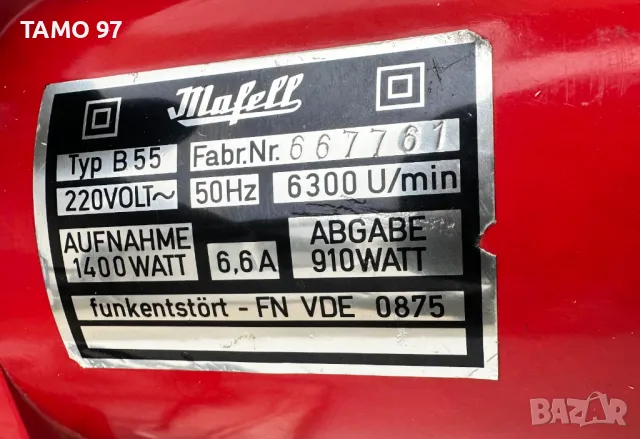 TAMO 97
Mafell
Typ B 55 Fabr.Nr. 667761
220VOLT~ 50Hz 6300 U/min
AUFNAHME
1400 WATT 6,6 A ABGABE
910 WATT
funkentstört - FN VDE 0875
BAZAR